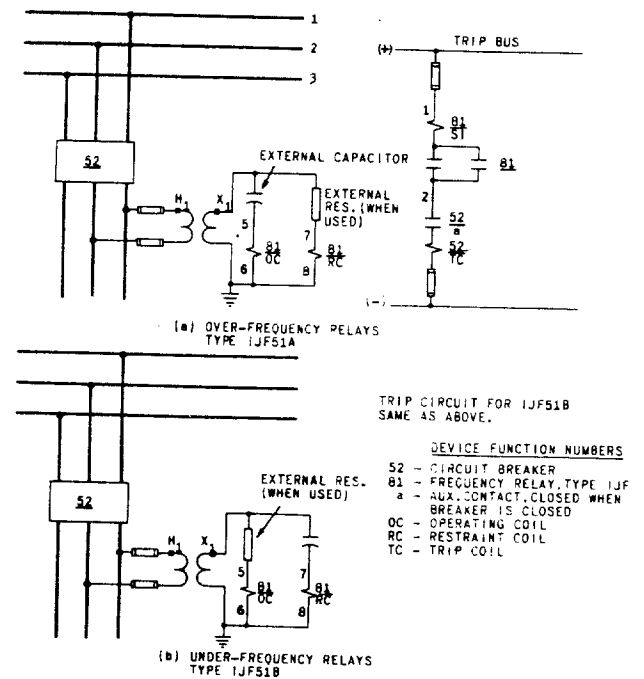 1
2
3
52
H1
X1
EXTERNAL CAPACITOR
EXTERNAL
RES. (WHEN
USED)
5
81
OC
6
7
81
RC
8
(a) OVER-FREQUENCY RELAYS
TYPE IJF51A
(+)
TRIP BUS
1
81
SI
81
2
52
a
52
TC
(-)
52
H1
X1
EXTERNAL RES.
(WHEN USED)
5
81
OC
6
7
81
RC
8
(b) UNDER-FREQUENCY RELAYS
TYPE IJF51B
TRIP CIRCUIT FOR IJF51B
SAME AS ABOVE.
DEVICE FUNCTION NUMBERS
52 - CIRCUIT BREAKER
81 - FREQUENCY RELAY, TYPE IJF
a - AUX. CONTACT, CLOSED WHEN
BREAKER IS CLOSED
OC - OPERATING COIL
RC - RESTRAINT COIL
TC - TRIP COIL